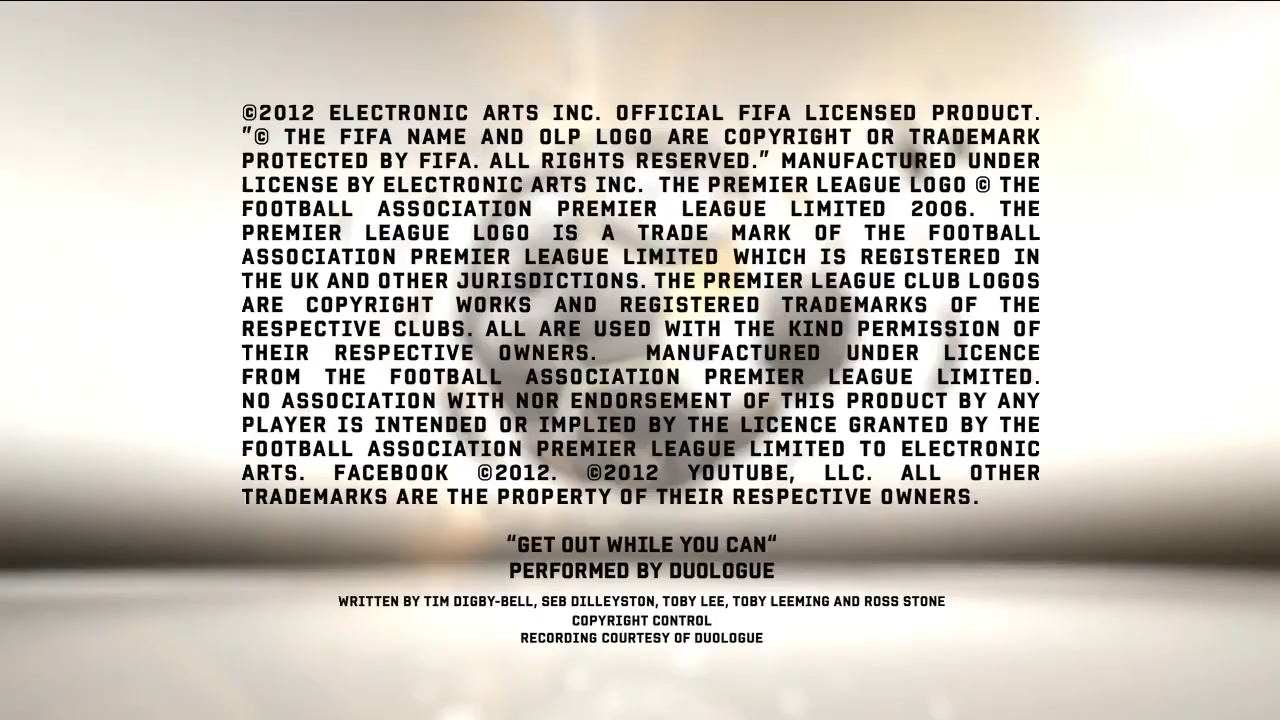 ©2012 ELECTRONIC ARTS INC. OFFICIAL FIFA LICENSED PRODUCT.
"© THE FIFA NAME AND OLP LOGO ARE COPYRIGHT OR TRADEMARK
PROTECTED BY FIFA. ALL RIGHTS RESERVED." MANUFACTURED UNDER
LICENSE BY ELECTRONIC ARTS INC. THE PREMIER LEAGUE LOGO © THE
FOOTBALL ASSOCIATION PREMIER LEAGUE LIMITED 2006. THE
PREMIER LEAGUE LOGO IS A TRADE MARK OF THE FOOTBALL
ASSOCIATION PREMIER LEAGUE LIMITED WHICH IS REGISTERED IN
THE UK AND OTHER JURISDICTIONS. THE PREMIER LEAGUE CLUB LOGOS
ARE COPYRIGHT WORKS AND REGISTERED TRADEMARKS OF THE
RESPECTIVE CLUBS. ALL ARE USED WITH THE KIND PERMISSION OF
THEIR RESPECTIVE OWNERS. MANUFACTURED UNDER LICENCE
FROM THE FOOTBALL ASSOCIATION PREMIER LEAGUE LIMITED.
NO ASSOCIATION WITH NOR ENDORSEMENT OF THIS PRODUCT BY ANY
PLAYER IS INTENDED OR IMPLIED BY THE LICENCE GRANTED BY THE
FOOTBALL ASSOCIATION PREMIER LEAGUE LIMITED TO ELECTRONIC
ARTS. FACEBOOK ©2012. ©2012 YOUTUBE, LLC. ALL OTHER
TRADEMARKS ARE THE PROPERTY OF THEIR RESPECTIVE OWNERS.
“GET OUT WHILE YOU CAN“
PERFORMED BY DUOLOGUE
WRITTEN BY TIM DIGBY-BELL, SEB DILLEYSTON, TOBY LEE, TOBY LEEMING AND ROSS STONE
COPYRIGHT CONTROL
RECORDING COURTESY OF DUOLOGUE